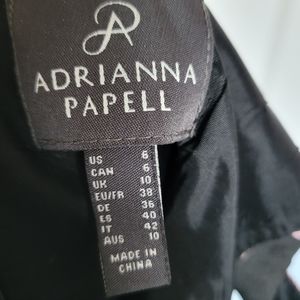 ADRIANNA
PAPELL
US 6
CAN 6
UK 10
EU/FR 38
DE 36
ES 40
IT 42
AUS 10
MADE IN
CHINA